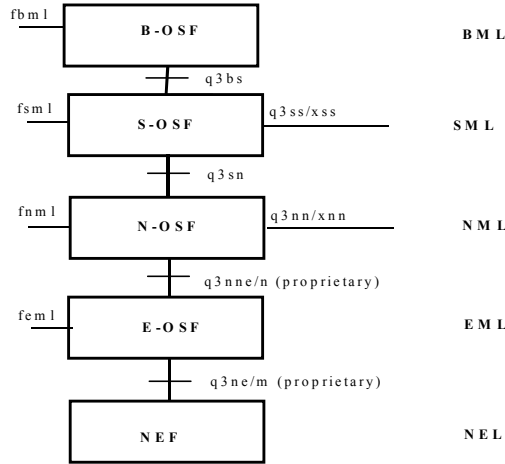 fbml
B-OSF
BML
q3bs
fsml
S-OSF
q3ss/xss
SML
q3sn
fnml
N-OSF
q3nn/xnn
NML
q3nne/n (proprietary)
feml
E-OSF
EML
q3ne/m (proprietary)
NEF
NEL